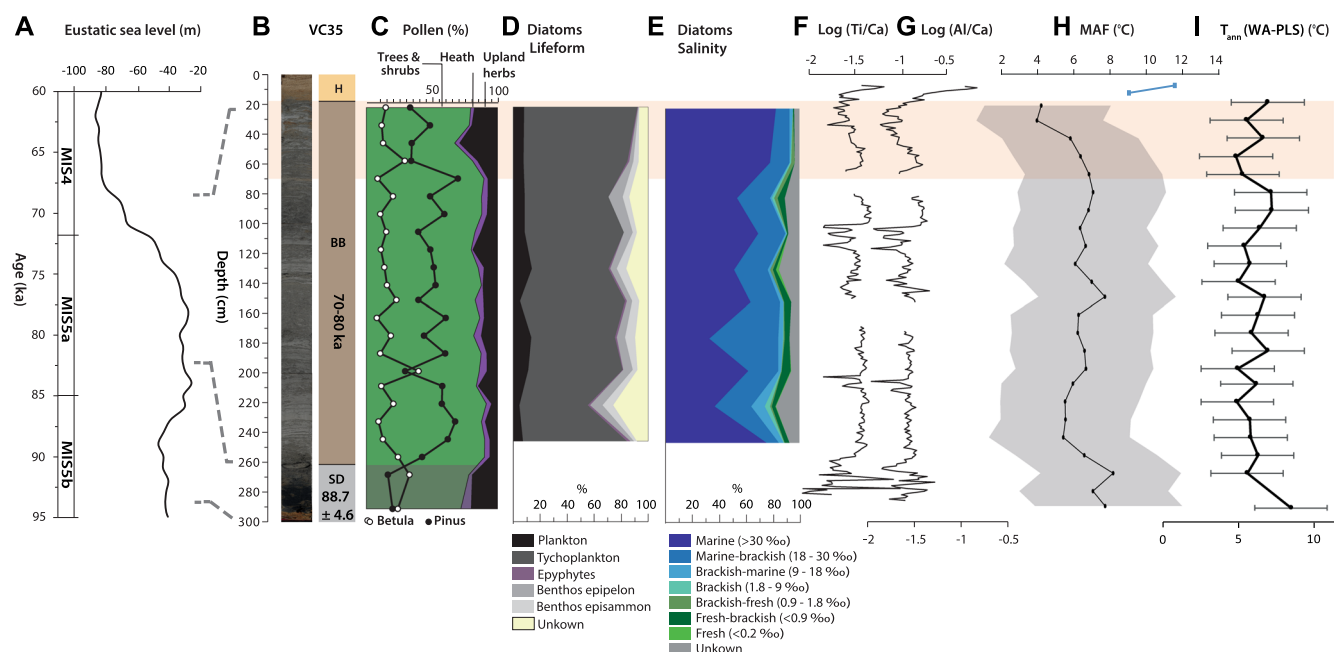 A Eustatic sea level (m)
B VC35
C Pollen (%)
D Diatoms
Lifeform
E Diatoms
Salinity
F Log (Ti/Ca)
G Log (Al/Ca)
H MAF (°C)
I Tann (WA-PLS) (°C)
-100 -80 -60 -40 -20
Trees &
shrubs
Heath
Upland
herbs
50 100
-2 -1.5 -1 -0.5
2 4 6 8 10 12 14
Age (ka)
60
65
70
75
80
85
90
95
MIS4
MIS5a
MIS5b
Depth (cm)
0
20
40
60
80
100
120
140
160
180
200
220
240
260
280
300
H
BB
70-80 ka
SD
88.7
± 4.6
Betula Pinus
%
20 40 60 80 100
%
20 40 60 80 100
-2 -1.5 -1 -0.5
0 5 10
Plankton
Tychoplankton
Epyphytes
Benthos epipelon
Benthos episammon
Unkown
Marine (>30 ‰)
Marine-brackish (18 - 30 ‰)
Brackish-marine (9 - 18 ‰)
Brackish (1.8 - 9 ‰)
Brackish-fresh (0.9 - 1.8 ‰)
Fresh-brackish (<0.9 ‰)
Fresh (<0.2 ‰)
Unkown